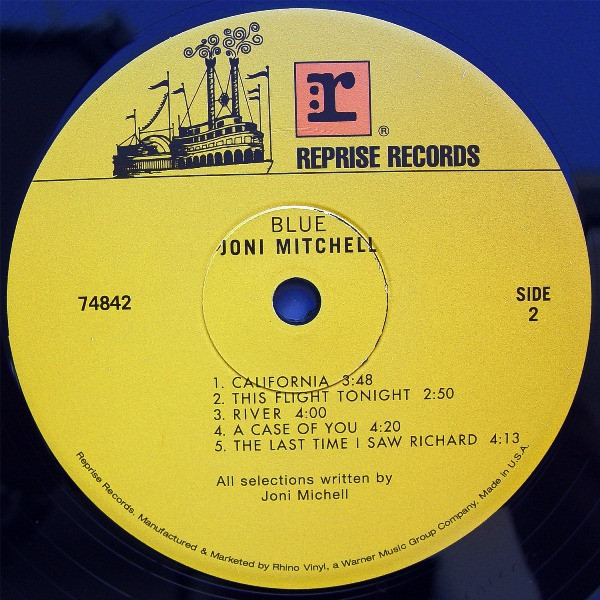 r
®
REPRISE RECORDS
BLUE
JONI MITCHELL
74842
SIDE
2
1. CALIFORNIA 3:48
2. THIS FLIGHT TONIGHT 2:50
3. RIVER 4:00
4. A CASE OF YOU 4:20
5. THE LAST TIME I SAW RICHARD 4:13
All selections written by
Joni Michell
Reprise Records. Manufactured & Marketed by Rhino Vinyl, a Warner Music Group Company. Made in U.S.A.